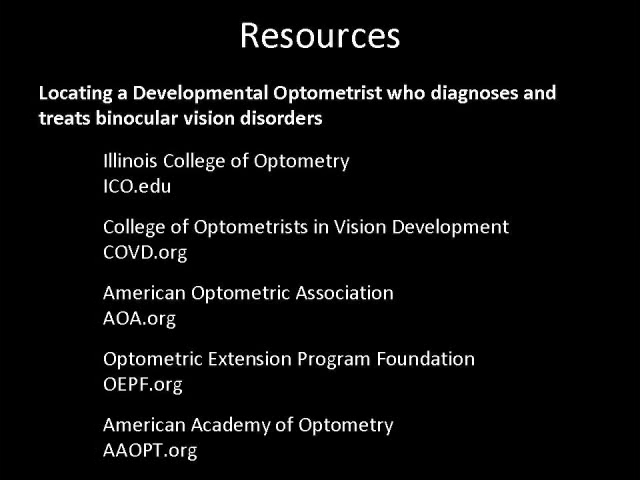 Resources
Locating a Developmental Optometrist who diagnoses and
treats binocular vision disorders
Illinois College of Optometry
ICO.edu
College of Optometrists in Vision Development
COVD.org
American Optometric Association
AOA.org
Optometric Extension Program Foundation
OEPF.org
American Academy of Optometry
AAOPT.org